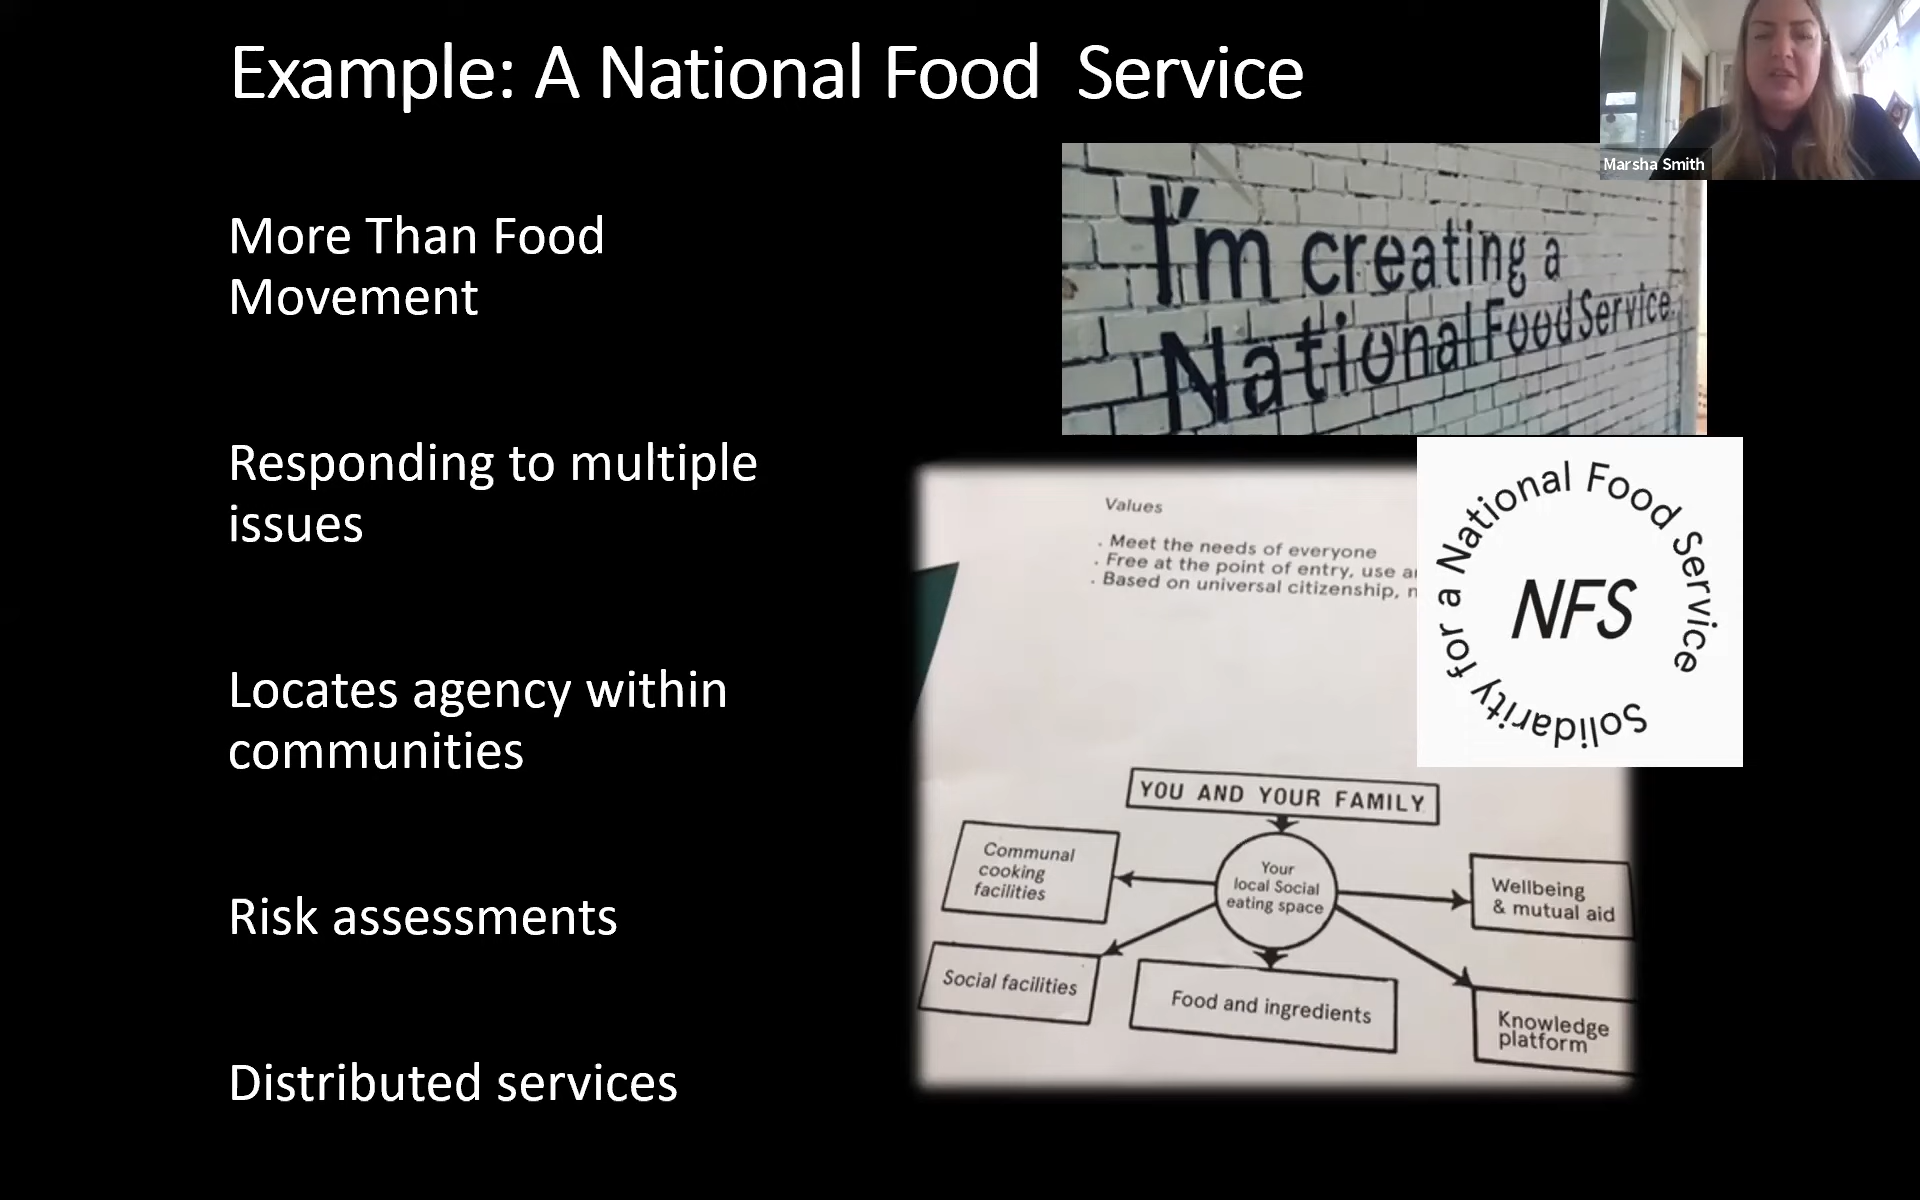 Example: A National Food Service
Marsha Smith
More Than Food
Movement
Responding to multiple
issues
Locates agency within
communities
Risk assessments
Distributed services
I'm creating a
National Food Service.
Values
. Meet the needs of everyone
. Free at the point of entry, use
. Based on universal citizenship,
Solidarity for a National Food Service
NFS
YOU AND YOUR FAMILY
Your
local Social
eating space
Communal
cooking
facilities
Wellbeing
& mutual aid
Social facilities
Food and ingredients
Knowledge
platform